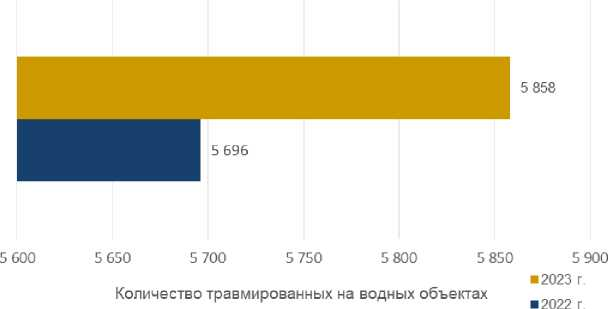 5 858
5 696
5 600 5 650 5 700 5 750 5 800 5 850 5 900
2023 г.
Количество травмированных на водных объектах
2022 г.